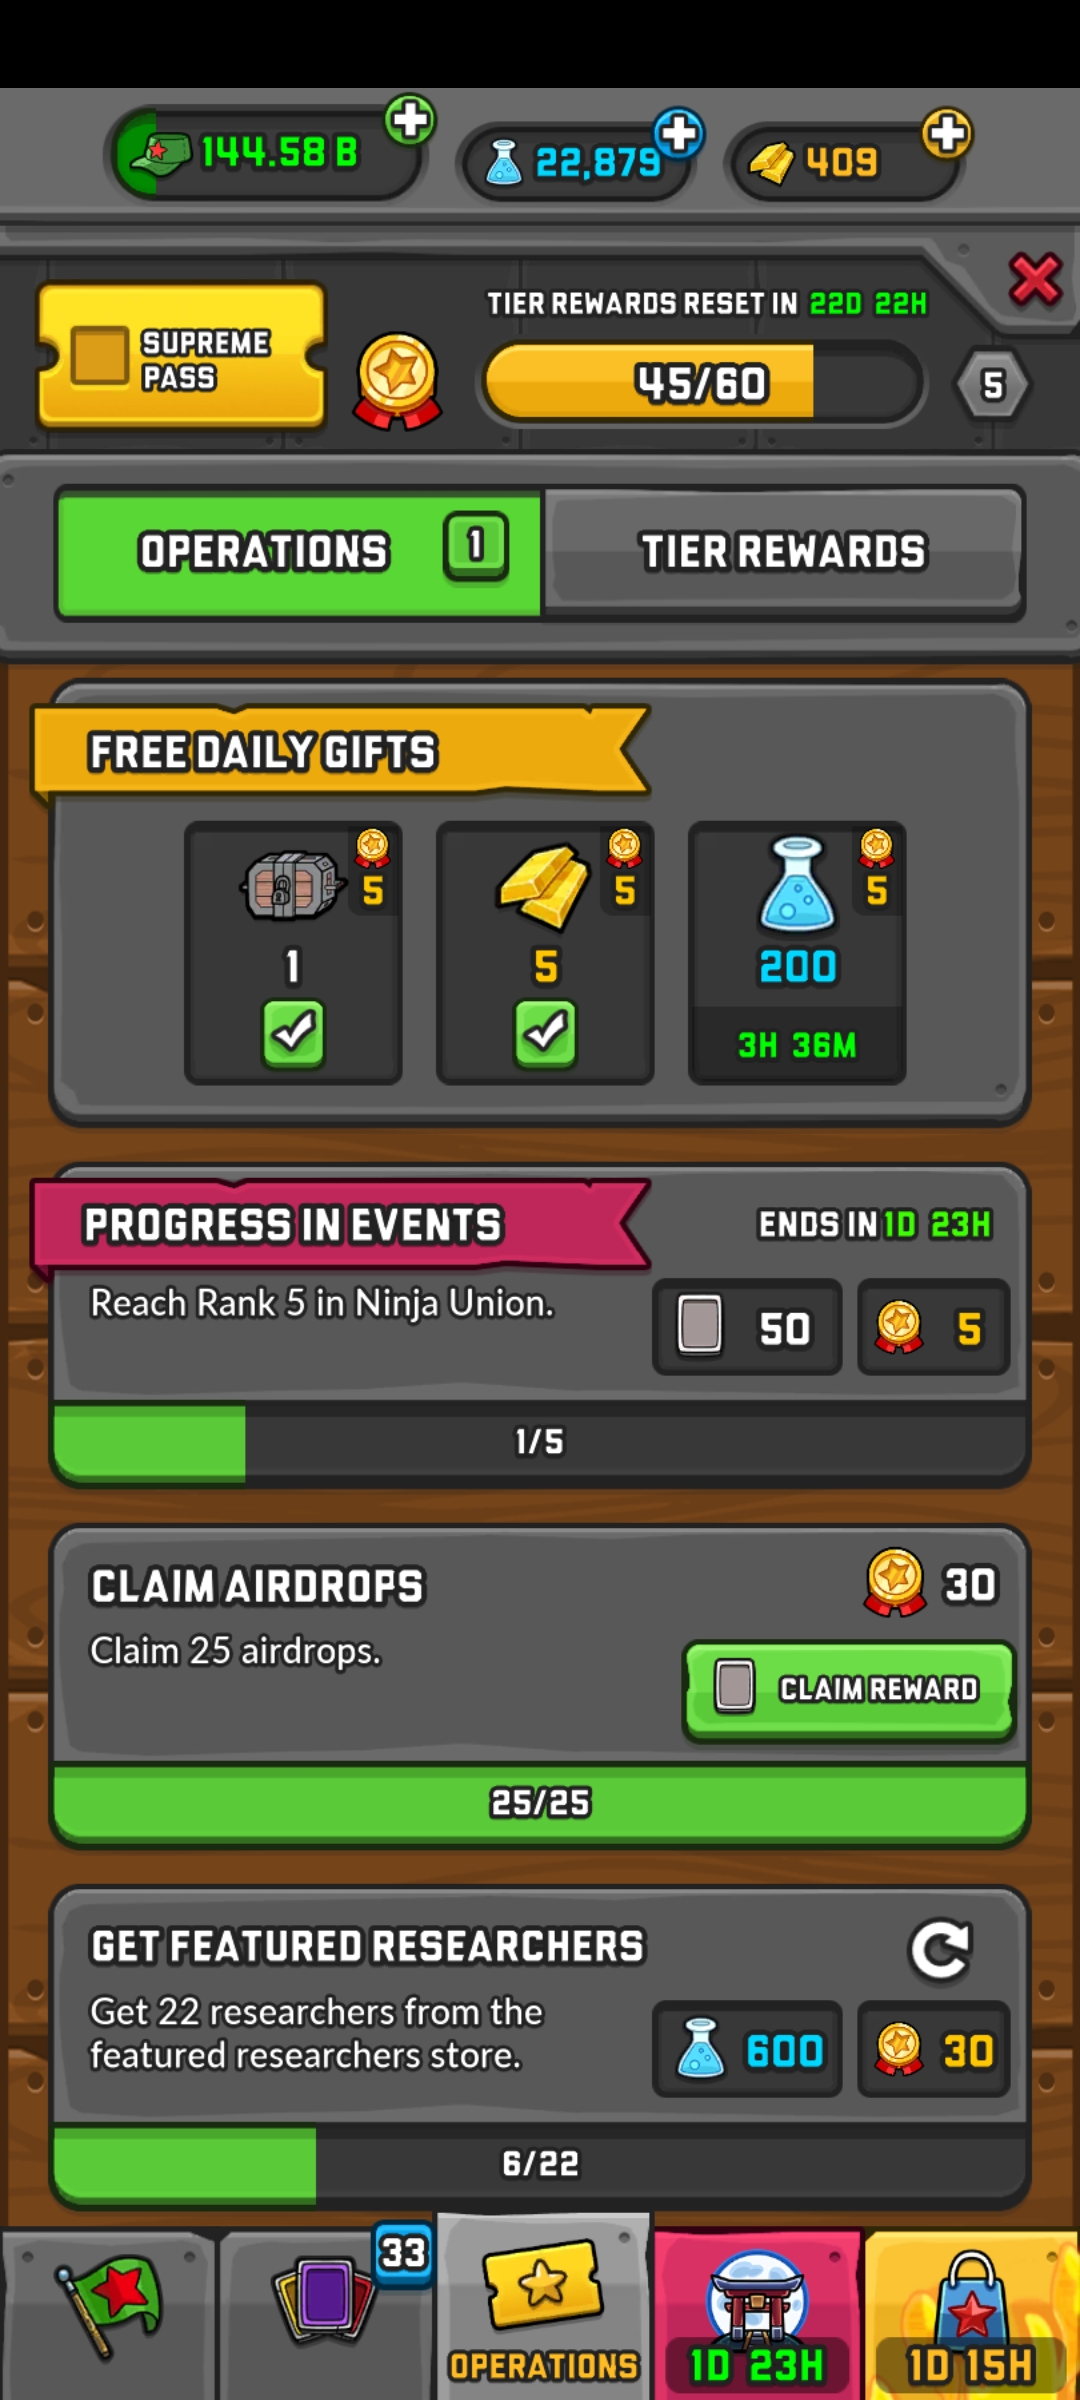 144.58 B
22,879
409
TIER REWARDS RESET IN 22D 22H
SUPREME
PASS
45/60
5
OPERATIONS 1
TIER REWARDS
FREE DAILY GIFTS
5
5
5
1
5
200
3H 36M
PROGRESS IN EVENTS
ENDS IN 1D 23H
Reach Rank 5 in Ninja Union.
50
5
1/5
CLAIM AIRDROPS
30
Claim 25 airdrops.
CLAIM REWARD
25/25
GET FEATURED RESEARCHERS
Get 22 researchers from the
featured researchers store.
600
30
6/22
33
OPERATIONS
1D 23H
1D 15H